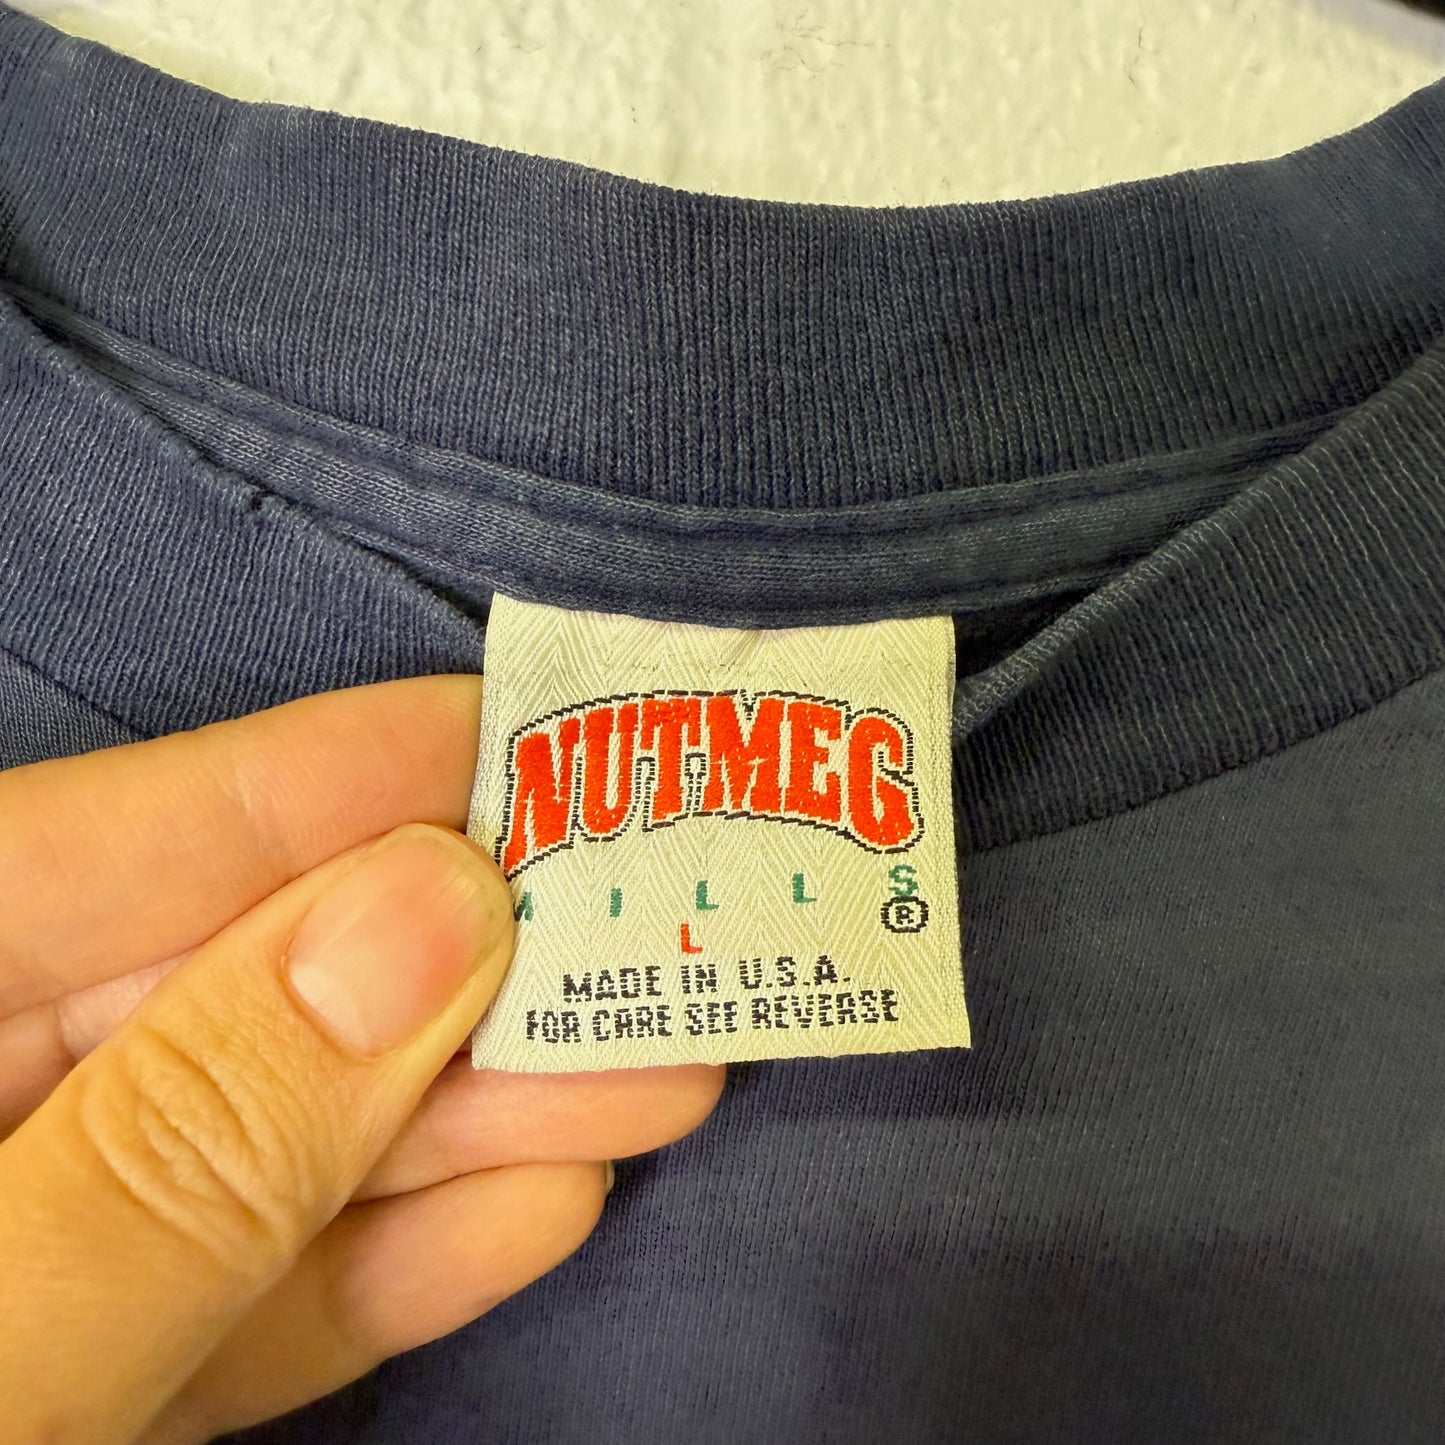 NUTMEG
MILLS
®
L
MADE IN U.S.A.
FOR CARE SEE REVERSE